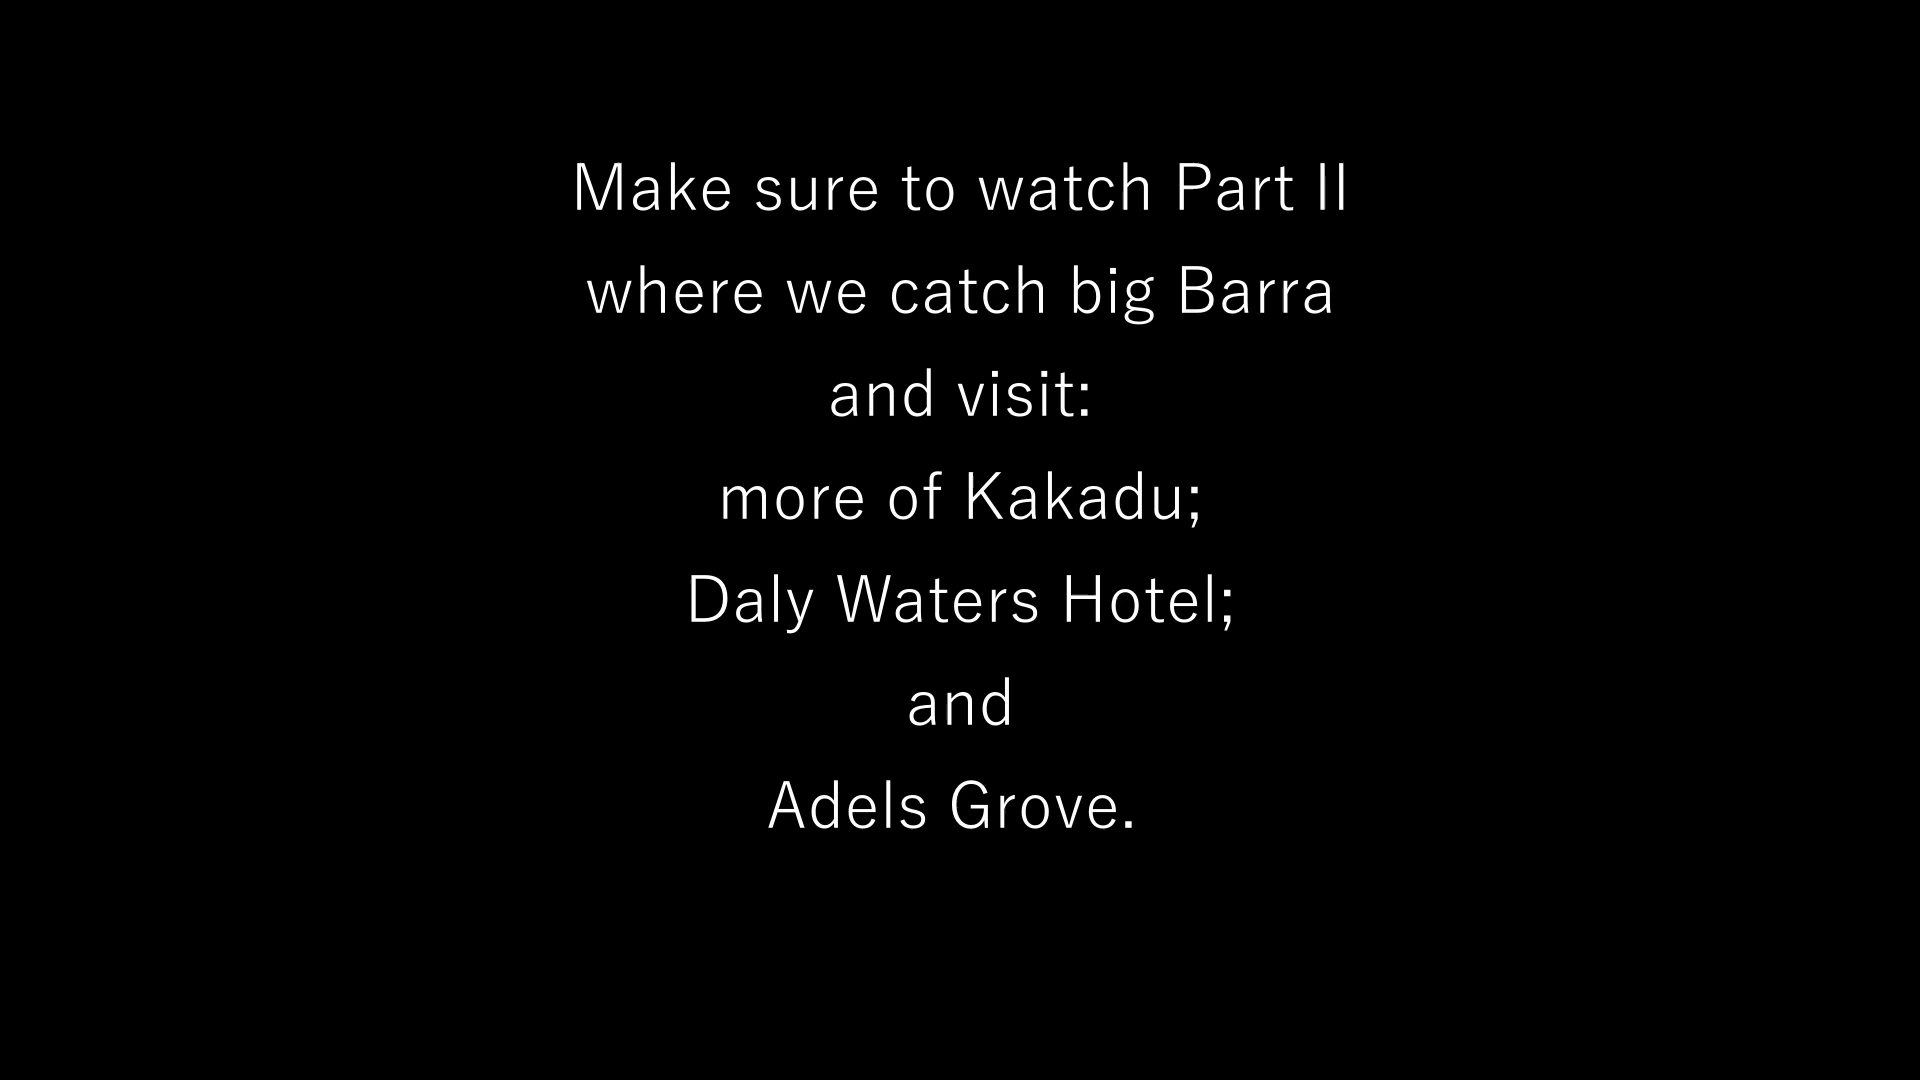 Make sure to watch Part II
where we catch big Barra
and visit:
more of Kakadu;
Daly Waters Hotel;
and
Adels Grove.